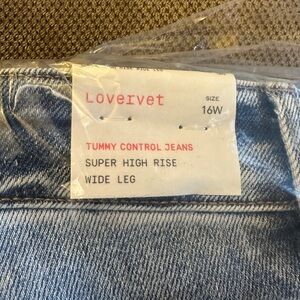 Lovervet
SIZE
16W
TUMMY CONTROL JEANS
SUPER HIGH RISE
WIDE LEG